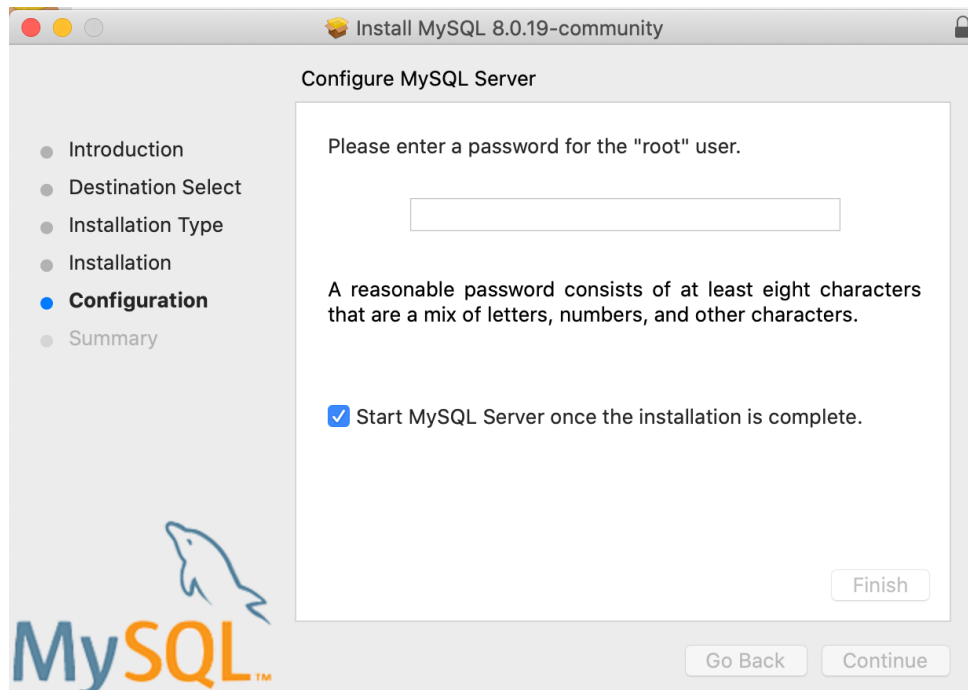 Install MySQL 8.0.19-community
Configure MySQL Server
Introduction
Destination Select
Installation Type
Installation
Configuration
Summary
Please enter a password for the "root" user.
A reasonable password consists of at least eight characters
that are a mix of letters, numbers, and other characters.
Start MySQL Server once the installation is complete.
Finish
MySQL™
Go Back
Continue